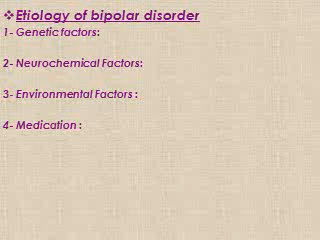 ❖Etiology of bipolar disorder
1- Genetic factors:
2- Neurochemical Factors:
3- Environmental Factors :
4- Medication :